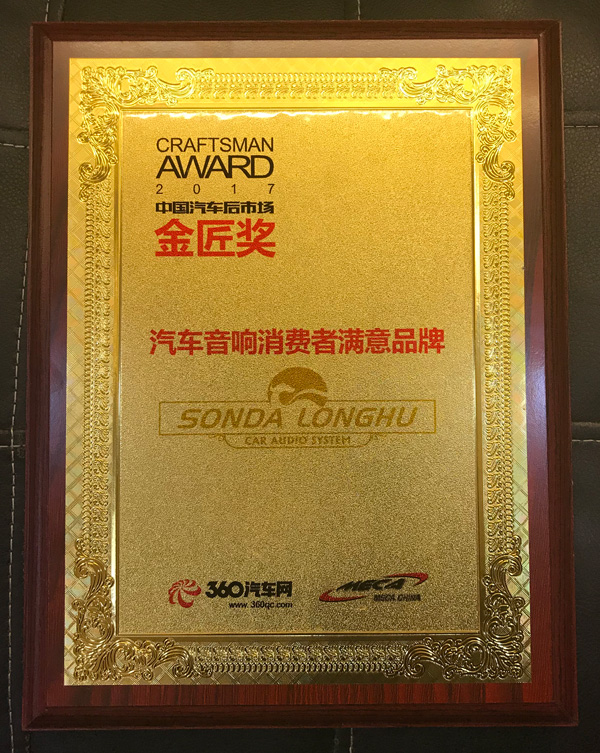 CRAFTSMAN
AWARD
2017
中国汽车后市场
金匠奖
汽车音响消费者满意品牌
SONDA LONGHU
CAR AUDIO SYSTEM
360汽车网
www.360qc.com
MECA
MECA CHINA